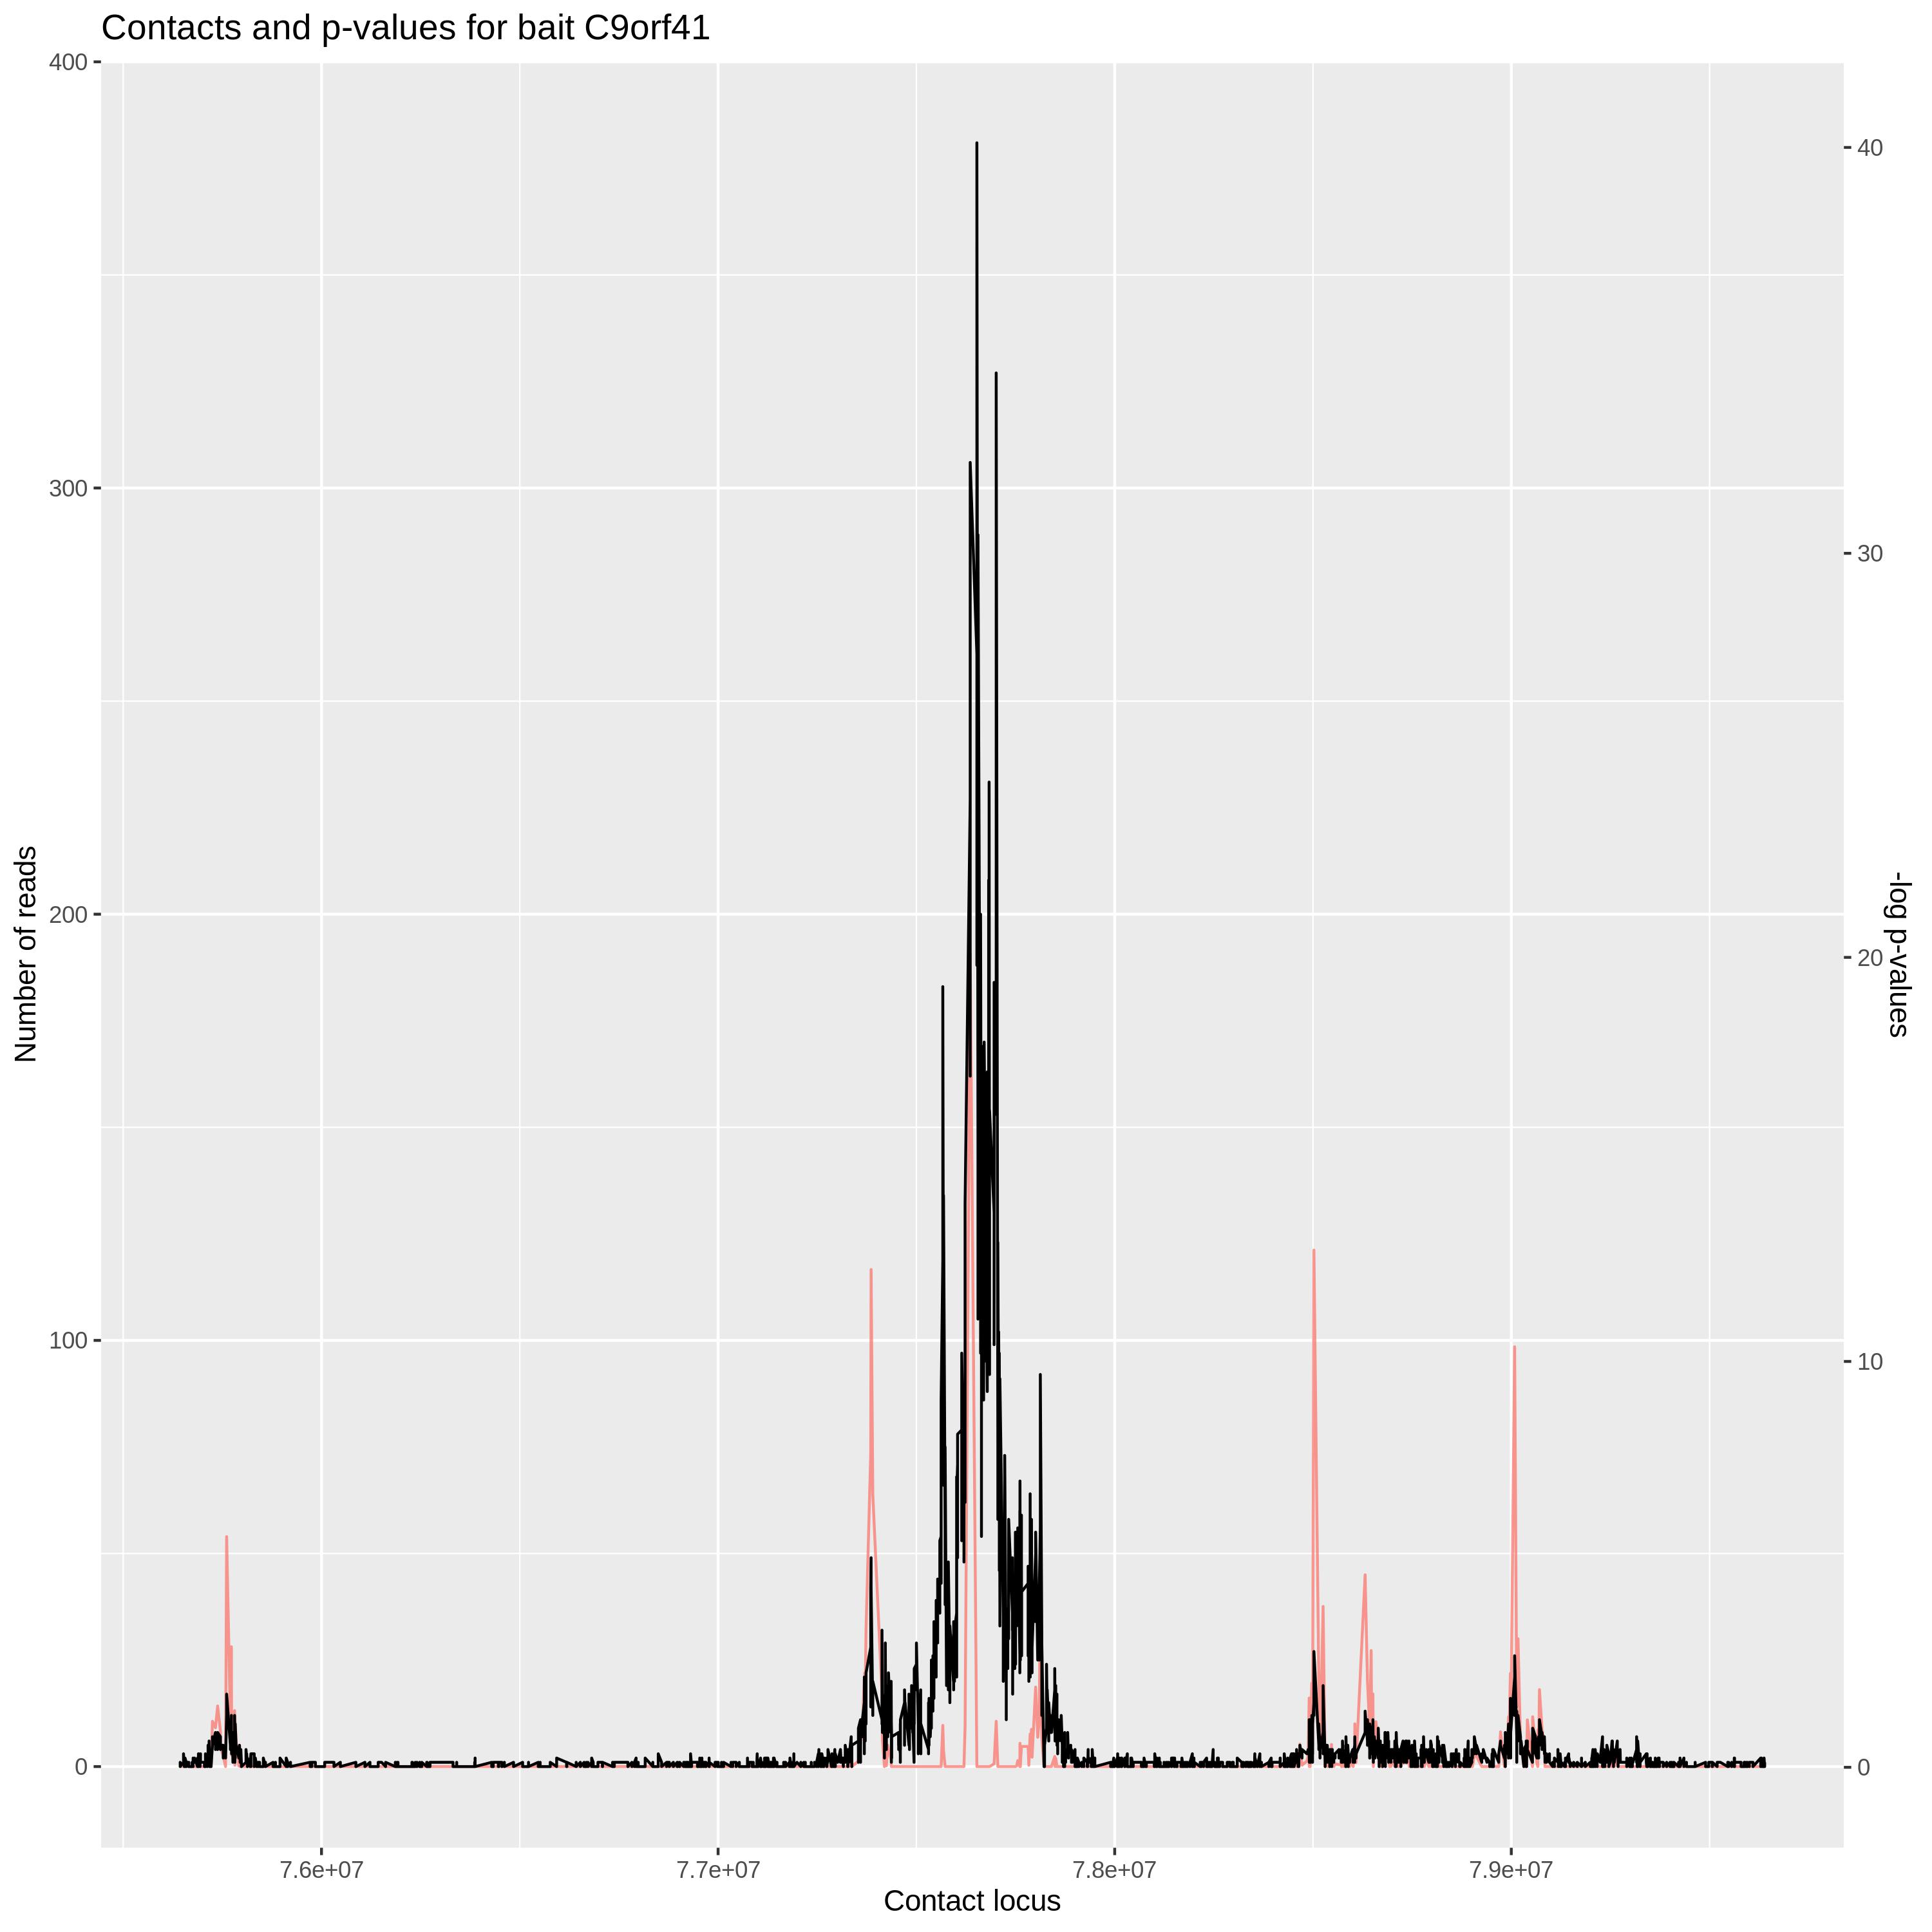 Contacts and p-values for bait C9orf41
400
300
200
100
0
Number of reads
40
30
20
10
0
-log p-values
7.6e+07
7.7e+07
7.8e+07
7.9e+07
Contact locus